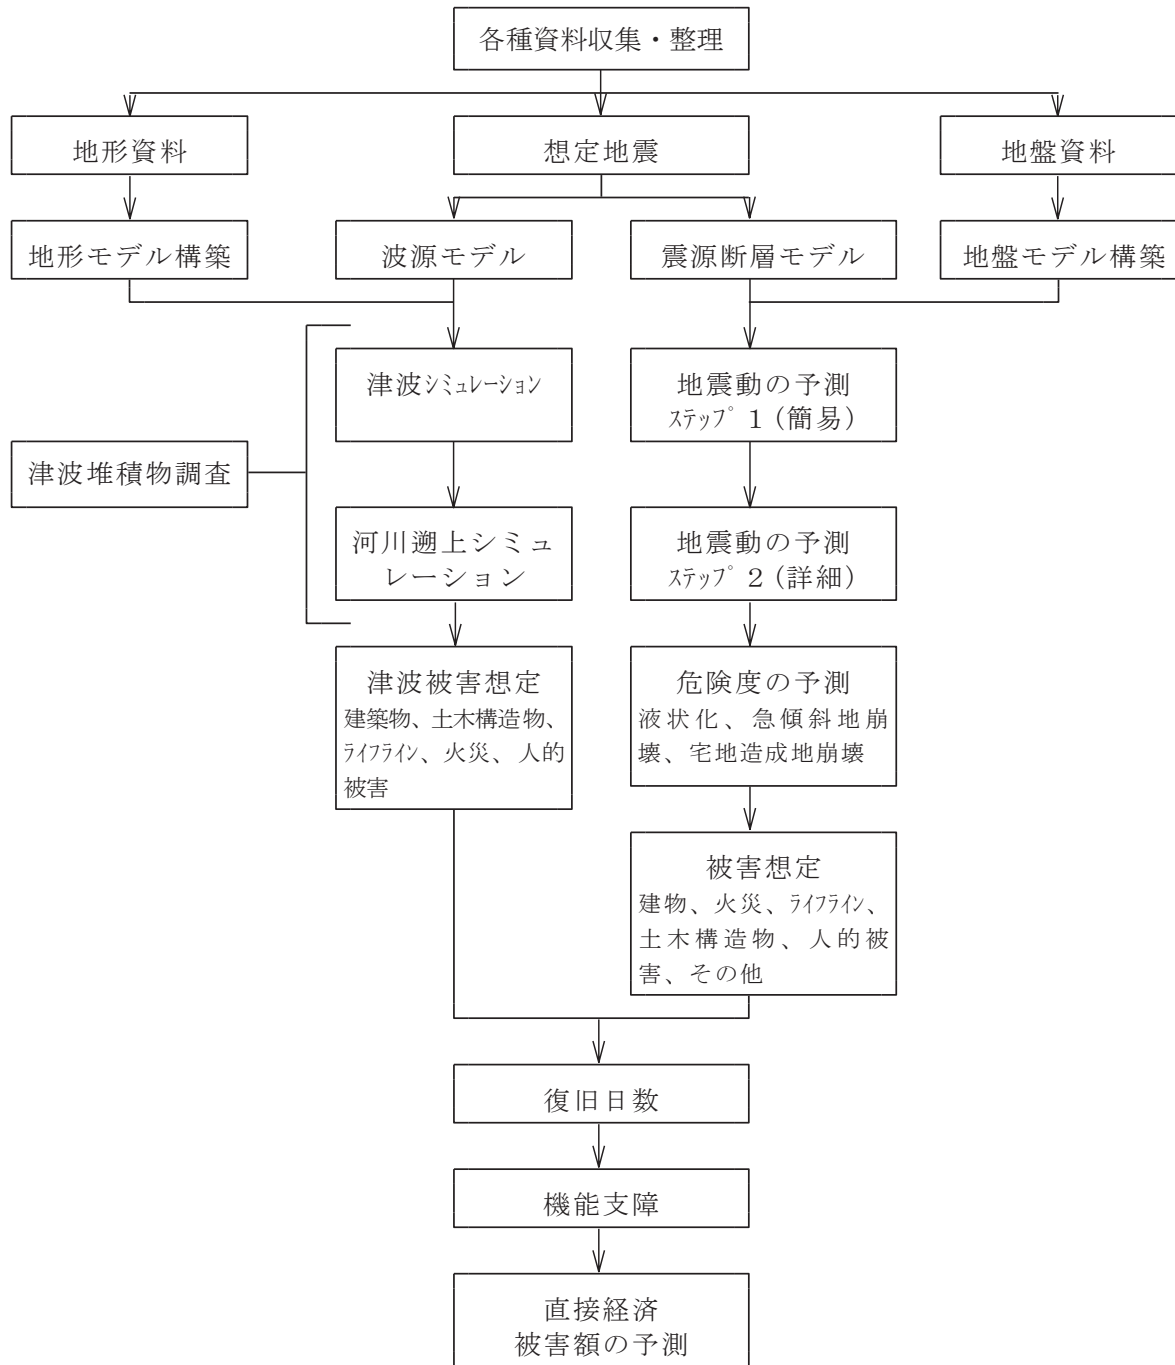 各種資料収集・整理
地形資料
想定地震
地盤資料
地形モデル構築
波源モデル
震源断層モデル
地盤モデル構築
津波ｼﾐｭﾚｰｼｮﾝ
地震動の予測
ｽﾃｯﾌﾟ１(簡易)
津波堆積物調査
河川遡上シミュ
レーション
地震動の予測
ｽﾃｯﾌﾟ２(詳細)
津波被害想定
建築物、土木構造物、
ﾗｲﾌﾗｲﾝ、火災、人的
被害
危険度の予測
液状化、急傾斜地崩
壊、宅地造成地崩壊
被害想定
建物、火災、ﾗｲﾌﾗｲﾝ、
土木構造物、人的被
害、その他
復旧日数
機能支障
直接経済
被害額の予測